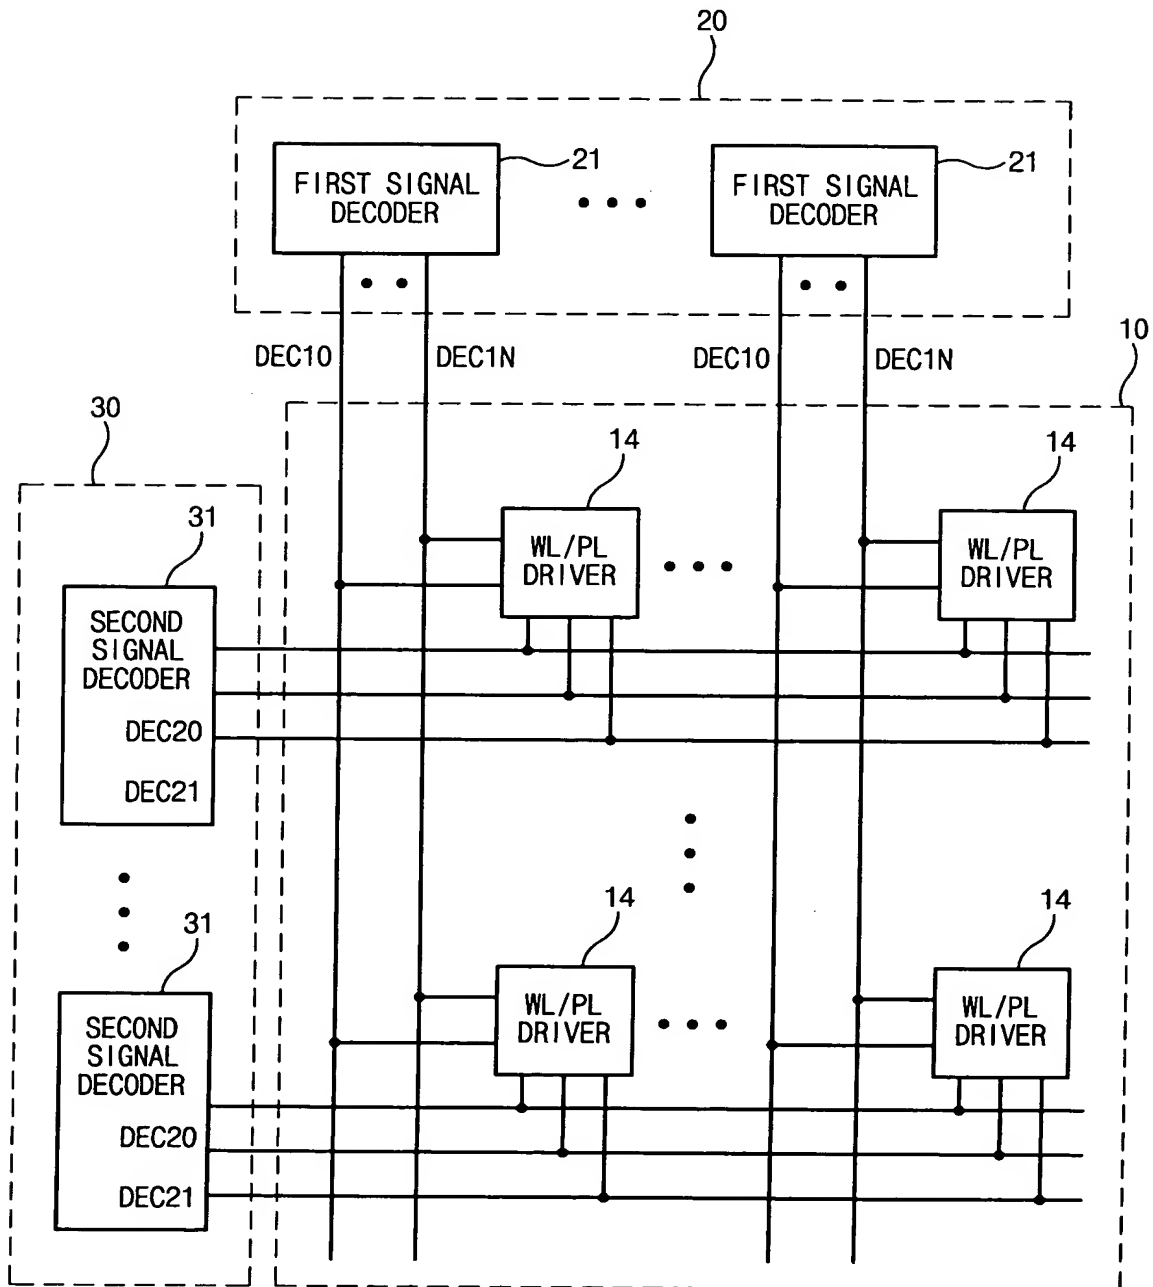 20
FIRST SIGNAL
DECODER
21
FIRST SIGNAL
DECODER
21
DEC10
DEC1N
DEC10
DEC1N
10
30
14
14
31
WL/PL
DRIVER
WL/PL
DRIVER
SECOND
SIGNAL
DECODER
DEC20
DEC21
14
14
31
WL/PL
DRIVER
WL/PL
DRIVER
SECOND
SIGNAL
DECODER
DEC20
DEC21